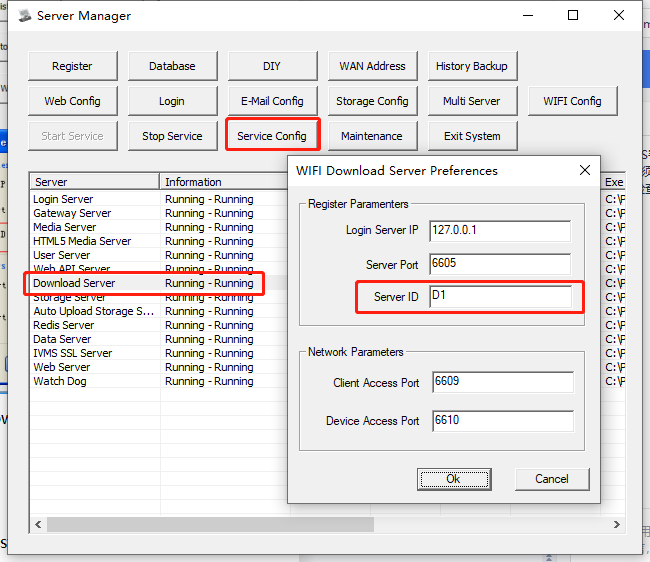 Server Manager
Register Database DIY WAN Address History Backup
Web Config Login E-Mail Config Storage Config Multi Server WIFI Config
Start Service Stop Service Service Config Maintenance Exit System
Server Information Exe
Login Server Running - Running C:\P
Gateway Server Running - Running C:\P
Media Server Running - Running
HTML5 Media Server Running - Running
User Server Running - Running
Web API Server Running - Running
Download Server Running - Running
Storage Server Running - Running
Auto Upload Storage S... Running - Running
Redis Server Running - Running
Data Server Running - Running
IVMS SSL Server Running - Running
Web Server Running - Running
Watch Dog Running - Running
WIFI Download Server Preferences
Register Paramenters
Login Server IP 127.0.0.1
Server Port 6605
Server ID D1
Network Parameters
Client Access Port 6609
Device Access Port 6610
Ok Cancel